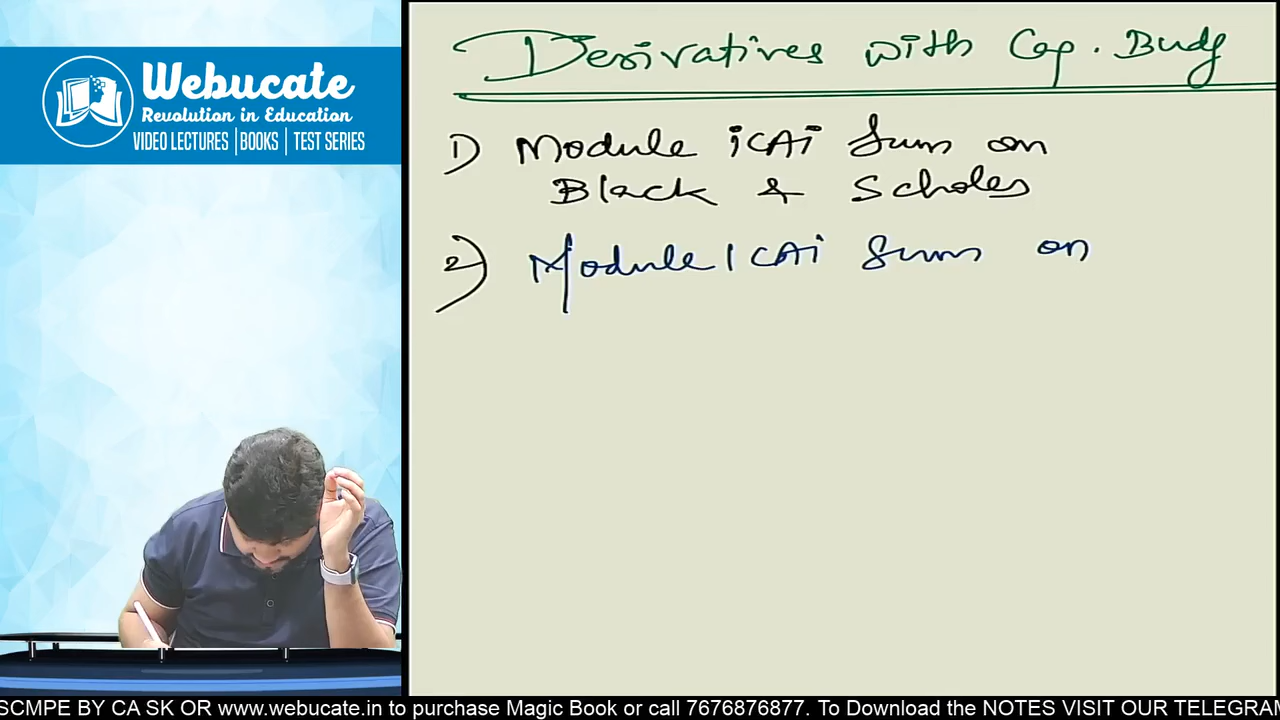 Webucate
Revolution in Education
VIDEO LECTURES | BOOKS | TEST SERIES
Derivatives with Cap. Budg
1) Module ICAI Sum on
Black & Scholes
2) Module ICAI Sum on
SCMPE BY CA SK OR www.webucate.in to purchase Magic Book or call 7676876877. To Download the NOTES VISIT OUR TELEGRAM